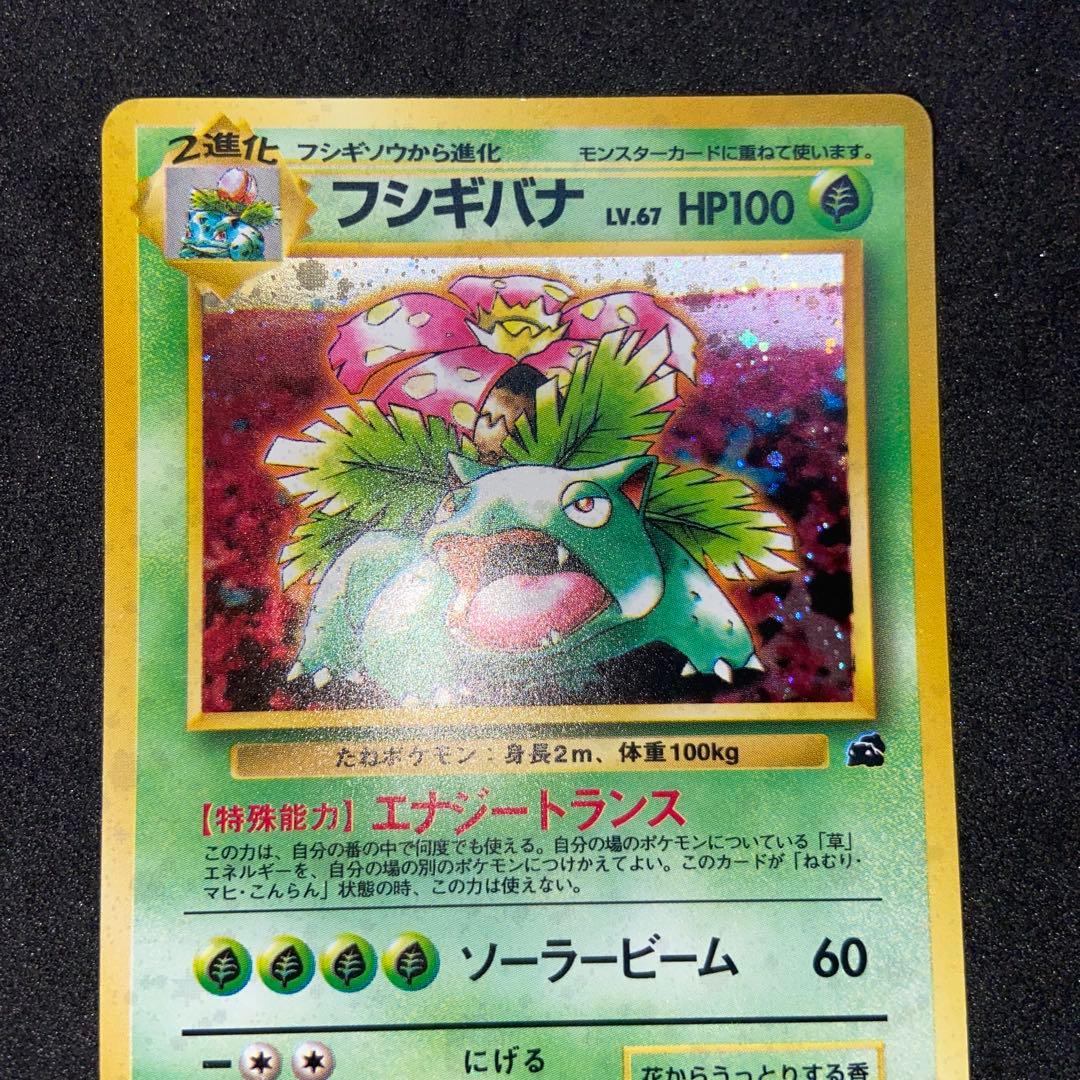 2進化 フシギソウから進化 モンスターカードに重ねて使います。
フシギバナ LV.67 HP100
たねポケモン：身長2m、体重100kg
【特殊能力】エナジートランス
この力は、自分の番の中で何度でも使える。自分の場のポケモンについている「草」
エネルギーを、自分の場の別のポケモンにつけかえてよい。このカードが「ねむり・
マヒ・こんらん」状態の時、この力は使えない。
ソーラービーム 60
にげる
花からうっとりする香